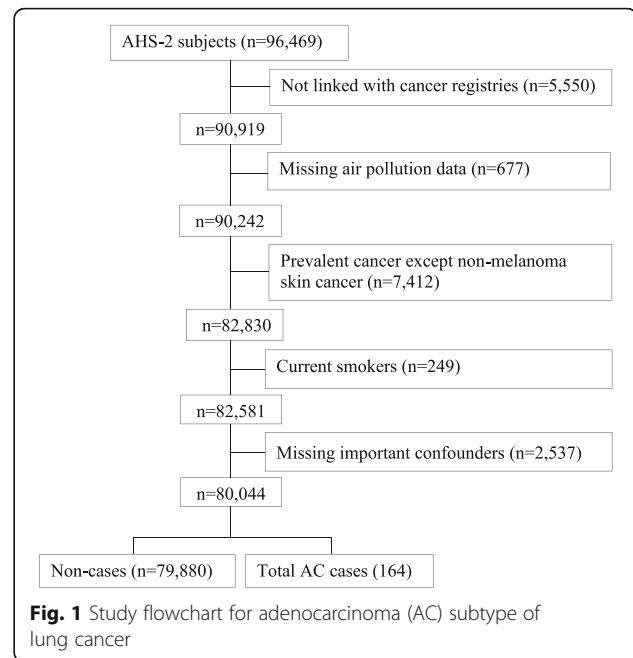 AHS-2 subjects (n=96,469)
Not linked with cancer registries (n=5,550)
n=90,919
Missing air pollution data (n=677)
n=90,242
Prevalent cancer except non-melanoma
skin cancer (n=7,412)
n=82,830
Current smokers (n=249)
n=82,581
Missing important confounders (n=2,537)
n=80,044
Non-cases (n=79,880)
Total AC cases (164)
Fig. 1 Study flowchart for adenocarcinoma (AC) subtype of
lung cancer